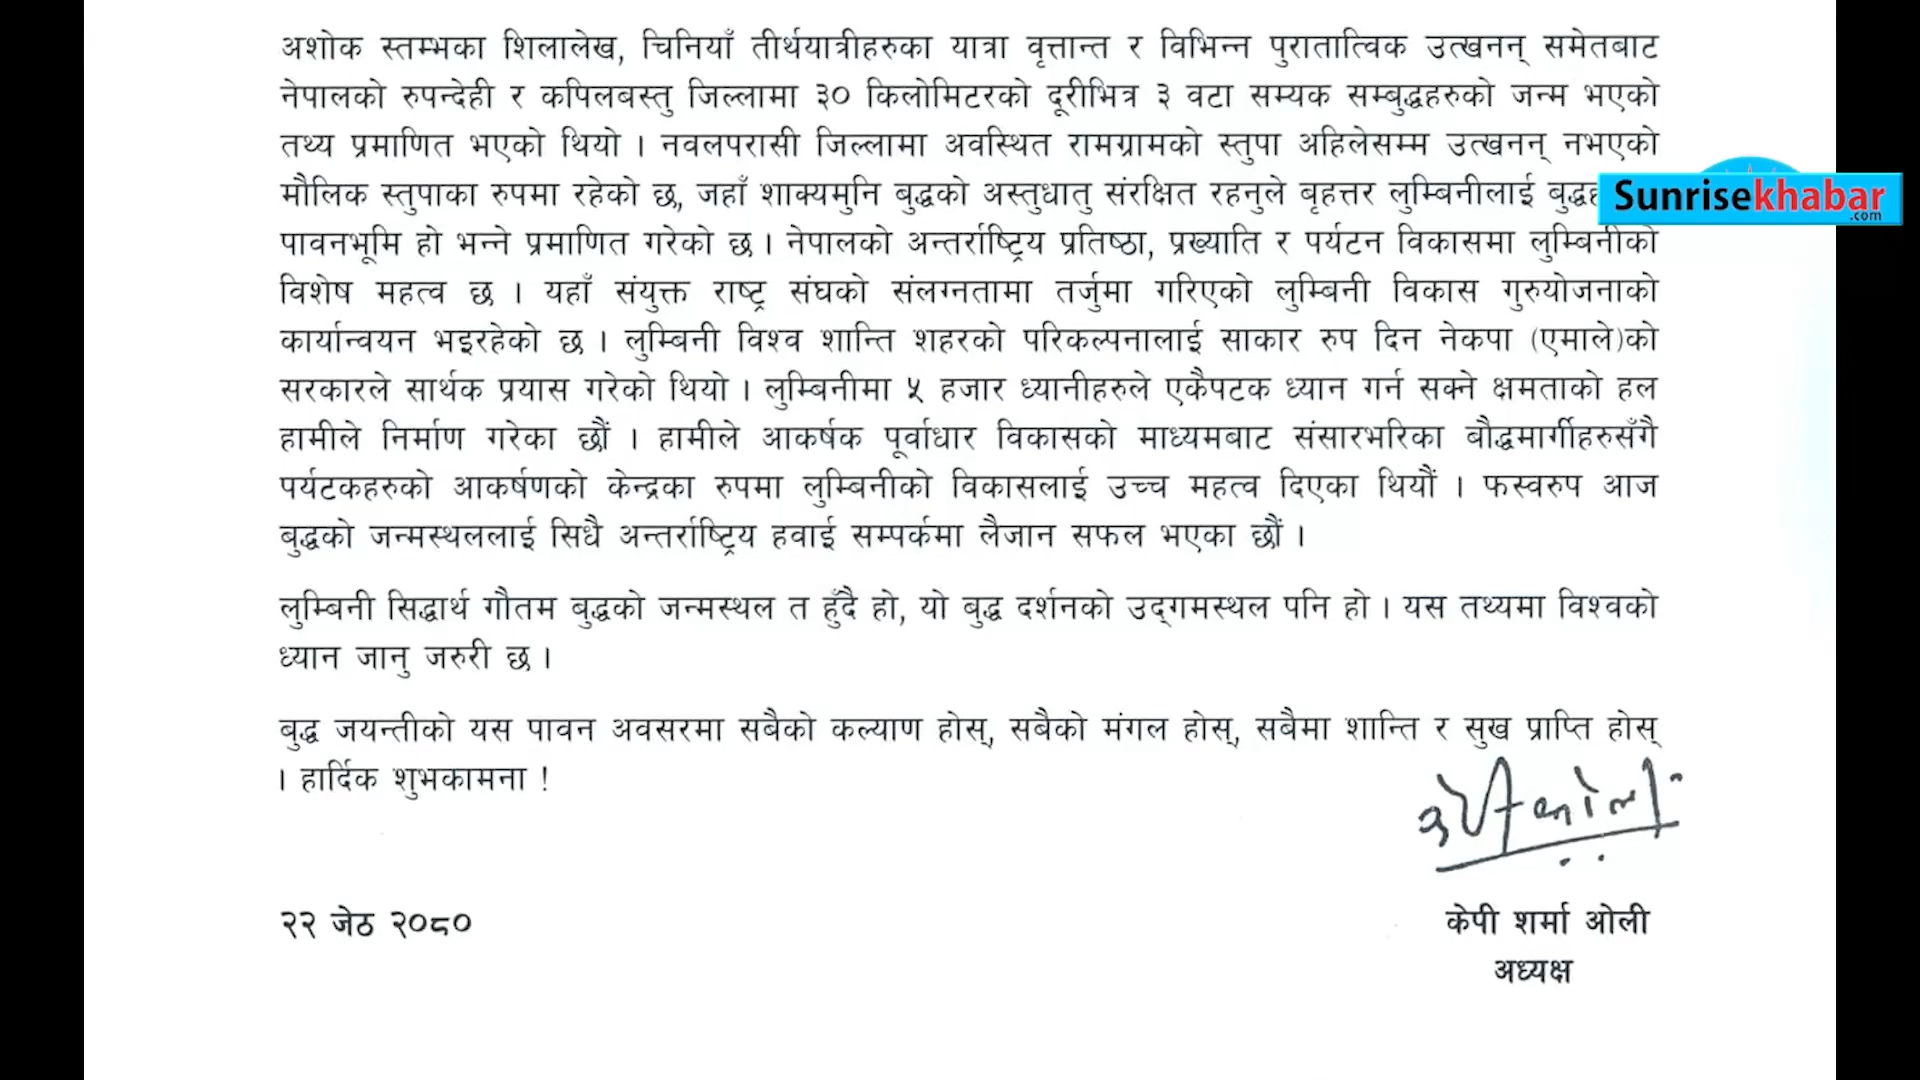 अशोक स्तम्भका शिलालेख, चिनियाँ तीर्थयात्रीहरुका यात्रा वृत्तान्त र विभिन्न पुरातात्विक उत्खनन् समेतबाट
नेपालको रुपन्देही र कपिलबस्तु जिल्लामा ३० किलोमिटरको दूरीभित्र ३ वटा सम्यक सम्बुद्धहरुको जन्म भएको
तथ्य प्रमाणित भएको थियो । नवलपरासी जिल्लामा अवस्थित रामग्रामको स्तुपा अहिलेसम्म उत्खनन् नभएको
मौलिक स्तुपाका रुपमा रहेको छ, जहाँ शाक्यमुनि बुद्धको अस्तुधातु संरक्षित रहनुले बृहत्तर लुम्बिनीलाई
Sunrisekhabar
.com
पावनभूमि हो भन्ने प्रमाणित गरेको छ । नेपालको अन्तर्राष्ट्रिय प्रतिष्ठा, प्रख्याति र पर्यटन विकासमा लुम्बिनीको
विशेष महत्व छ । यहाँ संयुक्त राष्ट्र संघको संलग्नतामा तर्जुमा गरिएको लुम्बिनी विकास गुरुयोजनाको
कार्यान्वयन भइरहेको छ । लुम्बिनी विश्व शान्ति शहरको परिकल्पनालाई साकार रुप दिन नेकपा (एमाले)को
सरकारले सार्थक प्रयास गरेको थियो । लुम्बिनीमा ५ हजार ध्यानीहरुले एकैपटक ध्यान गर्न सक्ने क्षमताको हल
हामीले निर्माण गरेका छौं । हामीले आकर्षक पूर्वाधार विकासको माध्यमबाट संसारभरिका बौद्धमार्गीहरुसँगै
पर्यटकहरुको आकर्षणको केन्द्रका रुपमा लुम्बिनीको विकासलाई उच्च महत्व दिएका थियौं । फस्वरुप आज
बुद्धको जन्मस्थललाई सिधै अन्तर्राष्ट्रिय हवाई सम्पर्कमा लैजान सफल भएका छौं ।
लुम्बिनी सिद्धार्थ गौतम बुद्धको जन्मस्थल त हुँदै हो, यो बुद्ध दर्शनको उद्‌गमस्थल पनि हो । यस तथ्यमा विश्वको
ध्यान जानु जरुरी छ ।
बुद्ध जयन्तीको यस पावन अवसरमा सबैको कल्याण होस्, सबैको मंगल होस्, सबैमा शान्ति र सुख प्राप्ति होस्
। हार्दिक शुभकामना !
२२ जेठ २०८०
केपी शर्मा ओली
अध्यक्ष